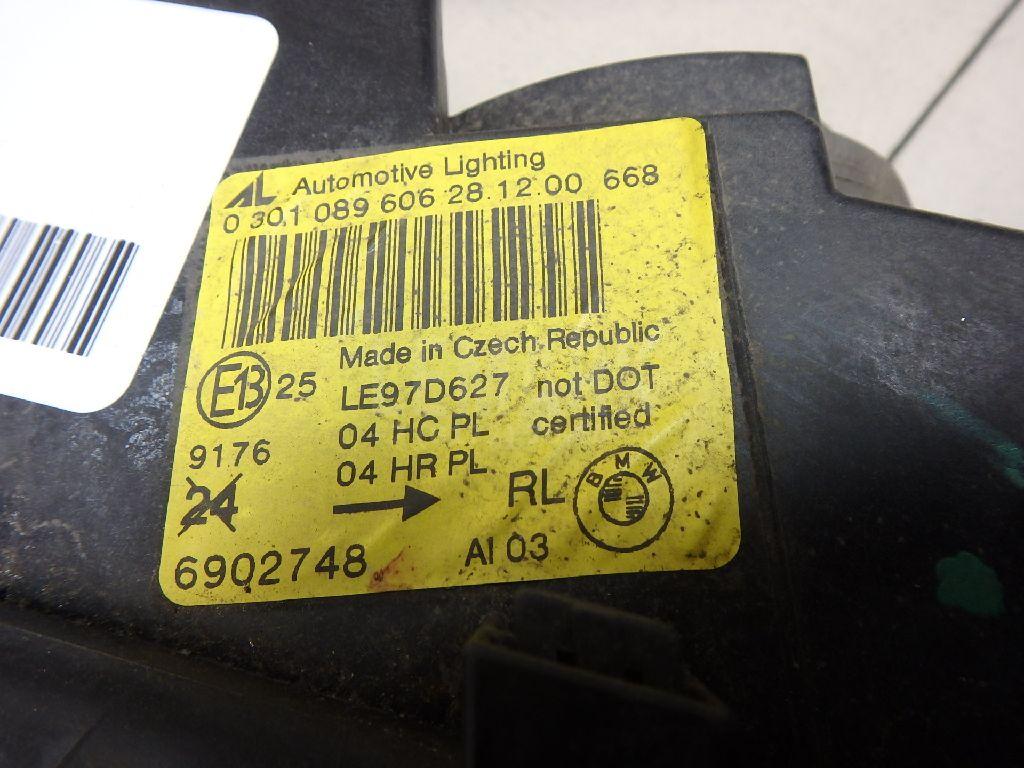 AL Automotive Lighting
0 301 089 606 28.12.00 668
Made in Czech Republic
E13 25 LE97D627 not DOT
04 HC PL certified
9176 04 HR PL
24 → RL BMW
6902748 AI 03